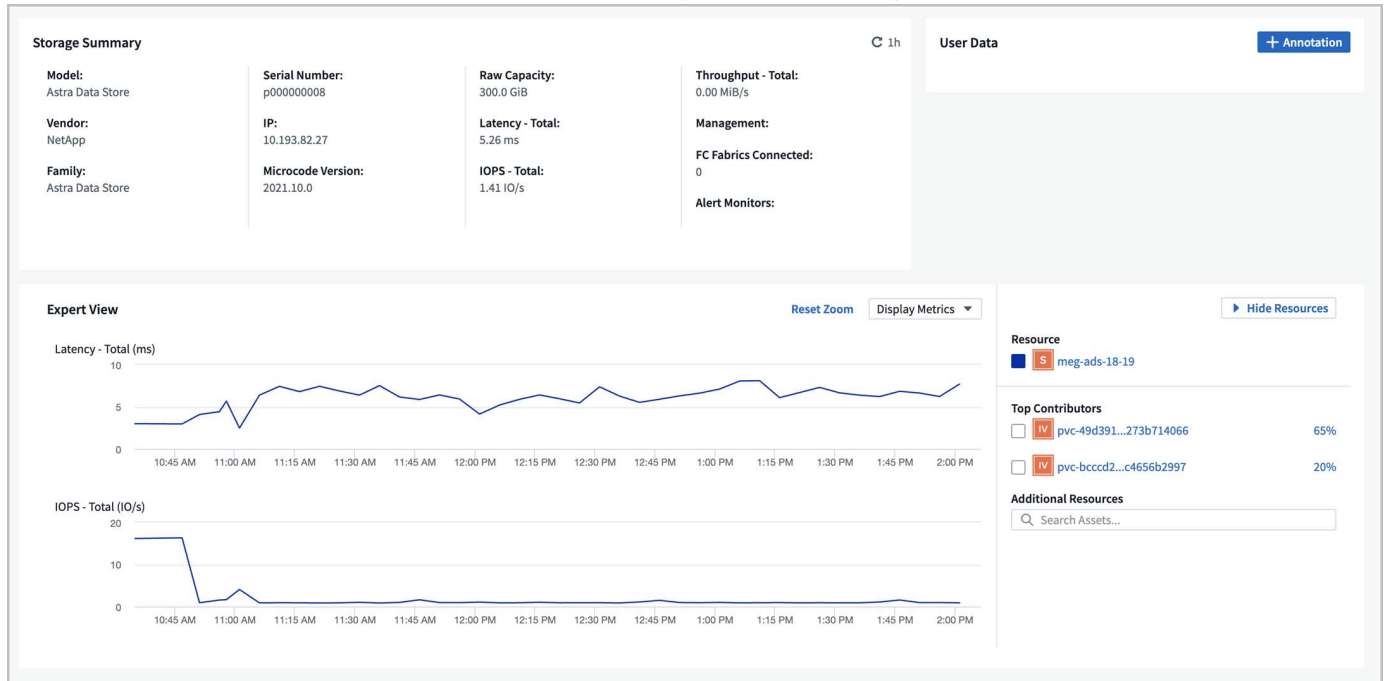 Storage Summary
1h
Model:
Astra Data Store
Vendor:
NetApp
Family:
Astra Data Store
Serial Number:
p000000008
IP:
10.193.82.27
Microcode Version:
2021.10.0
Raw Capacity:
300.0 GiB
Latency - Total:
5.26 ms
IOPS - Total:
1.41 IO/s
Throughput - Total:
0.00 MiB/s
Management:
FC Fabrics Connected:
0
Alert Monitors:
User Data
+ Annotation
Expert View
Reset Zoom
Display Metrics
Latency - Total (ms)
10
5
0
10:45 AM 11:00 AM 11:15 AM 11:30 AM 11:45 AM 12:00 PM 12:15 PM 12:30 PM 12:45 PM 1:00 PM 1:15 PM 1:30 PM 1:45 PM 2:00 PM
IOPS - Total (IO/s)
20
10
0
10:45 AM 11:00 AM 11:15 AM 11:30 AM 11:45 AM 12:00 PM 12:15 PM 12:30 PM 12:45 PM 1:00 PM 1:15 PM 1:30 PM 1:45 PM 2:00 PM
Hide Resources
Resource
S meg-ads-18-19
Top Contributors
IV pvc-49d391...273b714066 65%
IV pvc-bcccd2...c4656b2997 20%
Additional Resources
Search Assets...